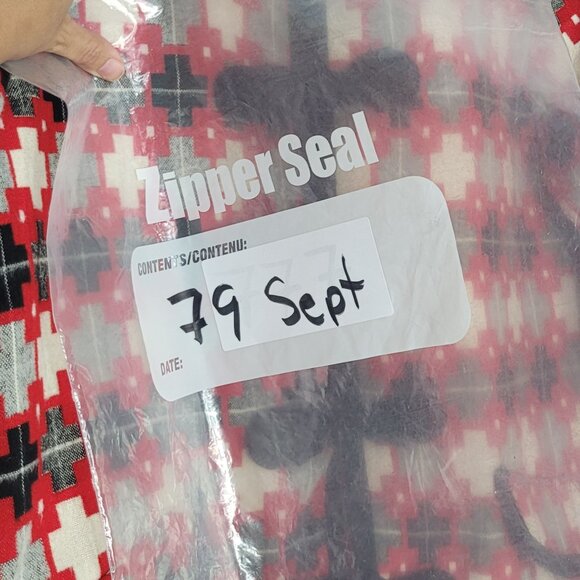 Zipper Seal
CONTENTS/CONTENU:
79 Sept
DATE: